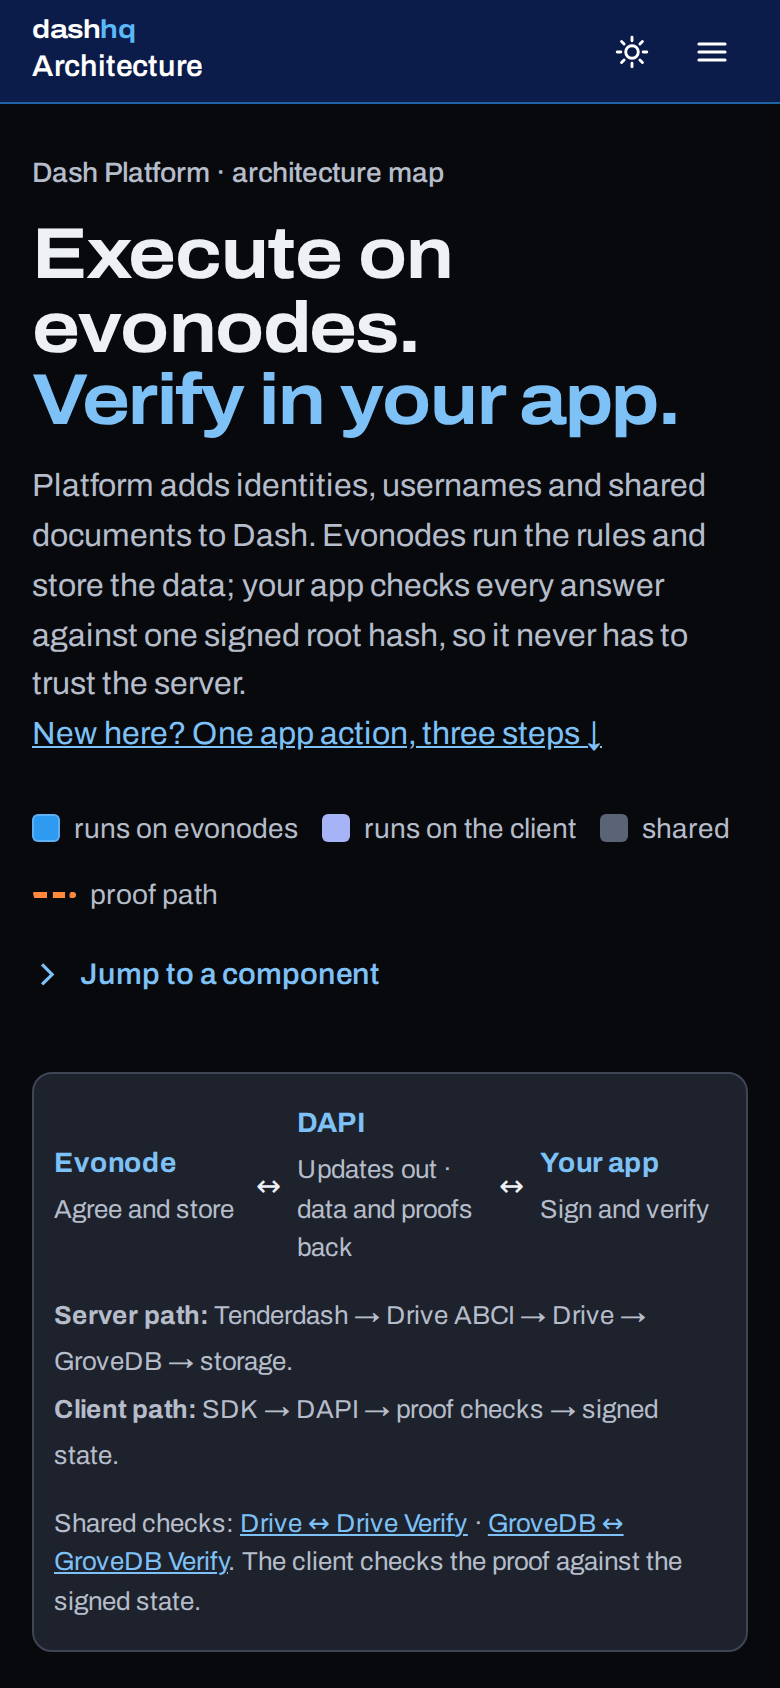 dashhq
Architecture
Dash Platform · architecture map
Execute on
evonodes.
Verify in your app.
Platform adds identities, usernames and shared
documents to Dash. Evonodes run the rules and
store the data; your app checks every answer
against one signed root hash, so it never has to
trust the server.
New here? One app action, three steps ↓
runs on evonodes
runs on the client
shared
proof path
Jump to a component
Evonode
Agree and store
↔
DAPI
Updates out ·
data and proofs
back
↔
Your app
Sign and verify
Server path: Tenderdash → Drive ABCI → Drive →
GroveDB → storage.
Client path: SDK → DAPI → proof checks → signed
state.
Shared checks: Drive ↔ Drive Verify · GroveDB ↔
GroveDB Verify. The client checks the proof against the
signed state.